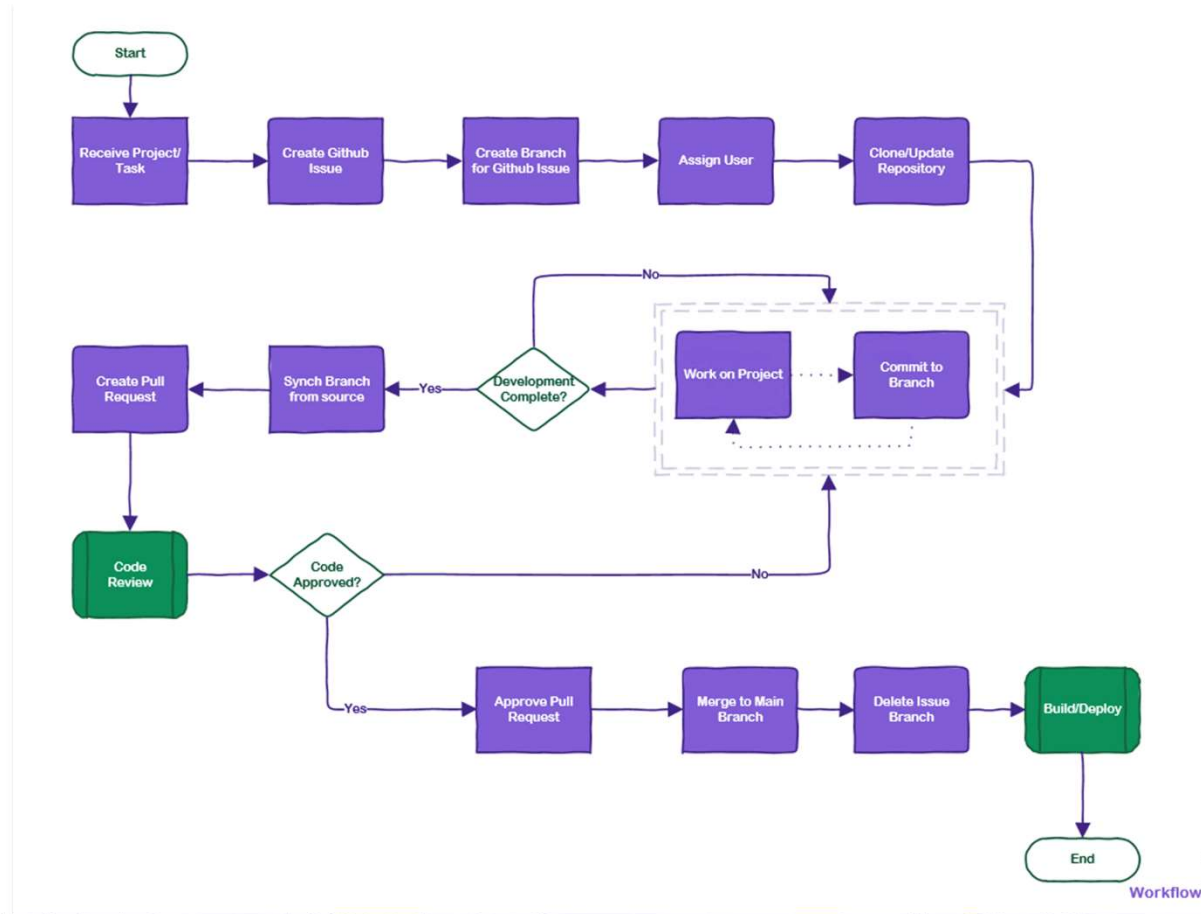 Start
Receive Project/
Task
Create Github
Issue
Create Branch
for Github Issue
Assign User
Clone/Update
Repository
No
Work on Project
Commit to
Branch
Development
Complete?
Yes
Synch Branch
from source
Create Pull
Request
Code
Review
Code
Approved?
No
Yes
Approve Pull
Request
Merge to Main
Branch
Delete Issue
Branch
Build/Deploy
End
Workflow